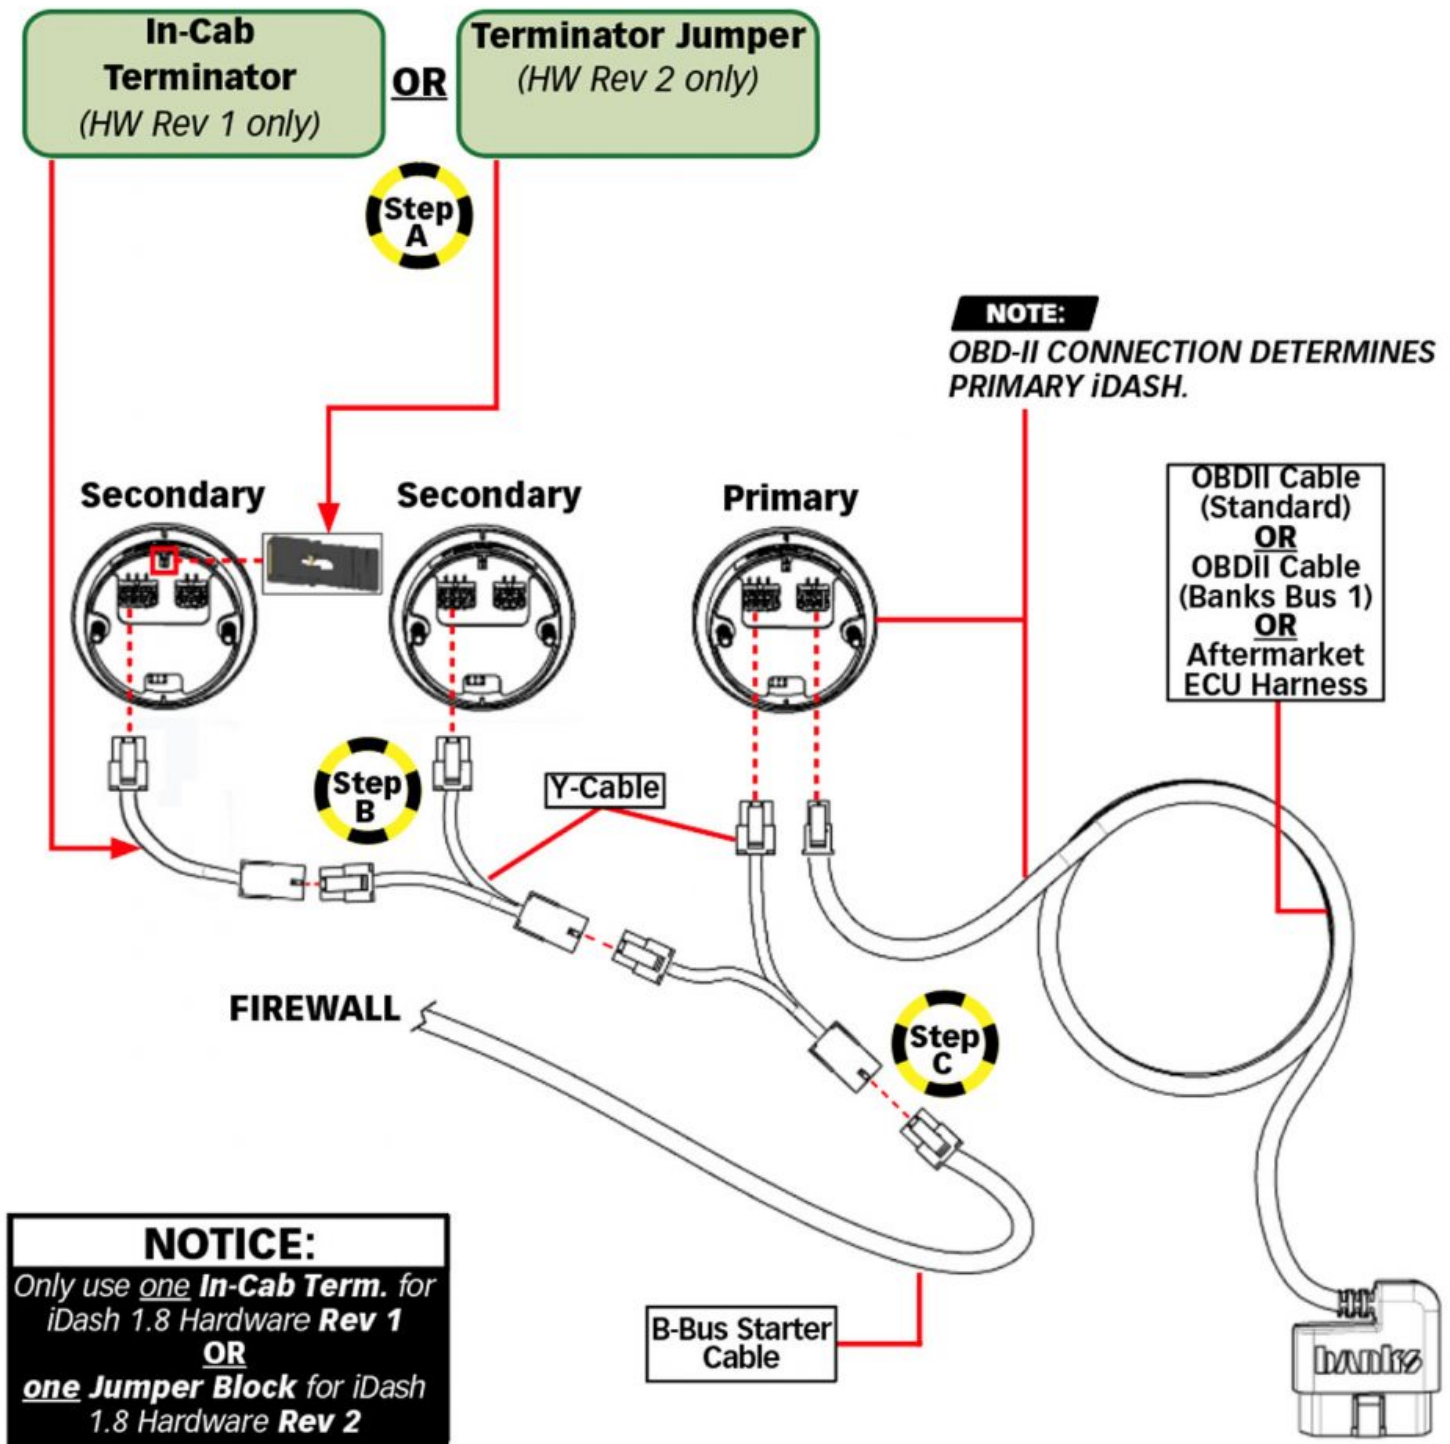 In-Cab
Terminator
(HW Rev 1 only)
OR
Terminator Jumper
(HW Rev 2 only)
Step
A
NOTE:
OBD-II CONNECTION DETERMINES
PRIMARY iDASH.
Secondary
Secondary
Primary
OBDII Cable
(Standard)
OR
OBDII Cable
(Banks Bus 1)
OR
Aftermarket
ECU Harness
Step
B
Y-Cable
FIREWALL
Step
C
NOTICE:
Only use one In-Cab Term. for
iDash 1.8 Hardware Rev 1
OR
one Jumper Block for iDash
1.8 Hardware Rev 2
B-Bus Starter
Cable
banks